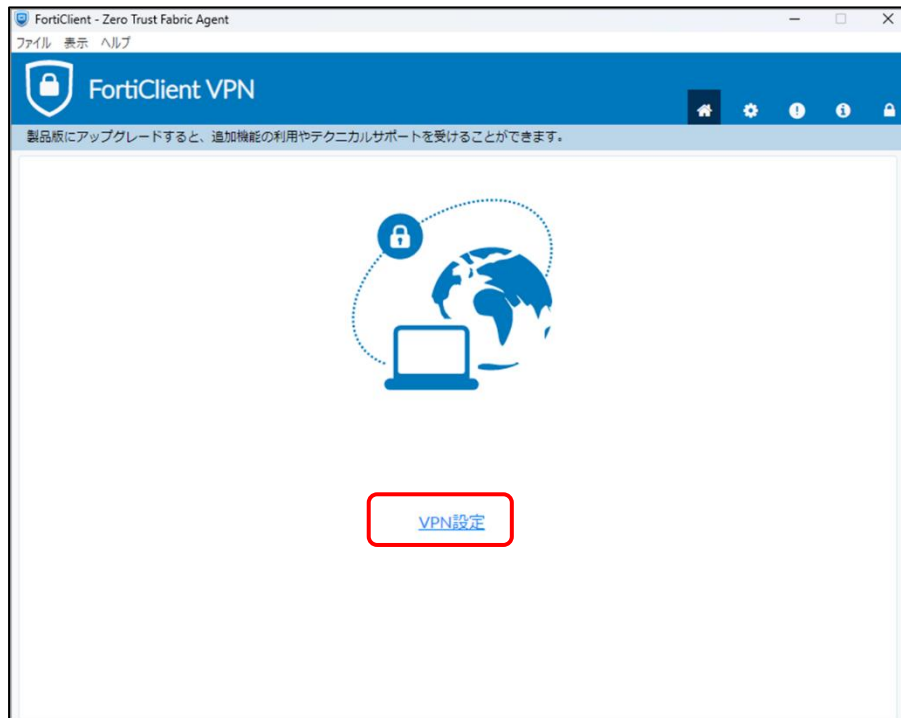 FortiClient - Zero Trust Fabric Agent
ファイル 表示 ヘルプ
FortiClient VPN
製品版にアップグレードすると、追加機能の利用やテクニカルサポートを受けることができます。
VPN設定